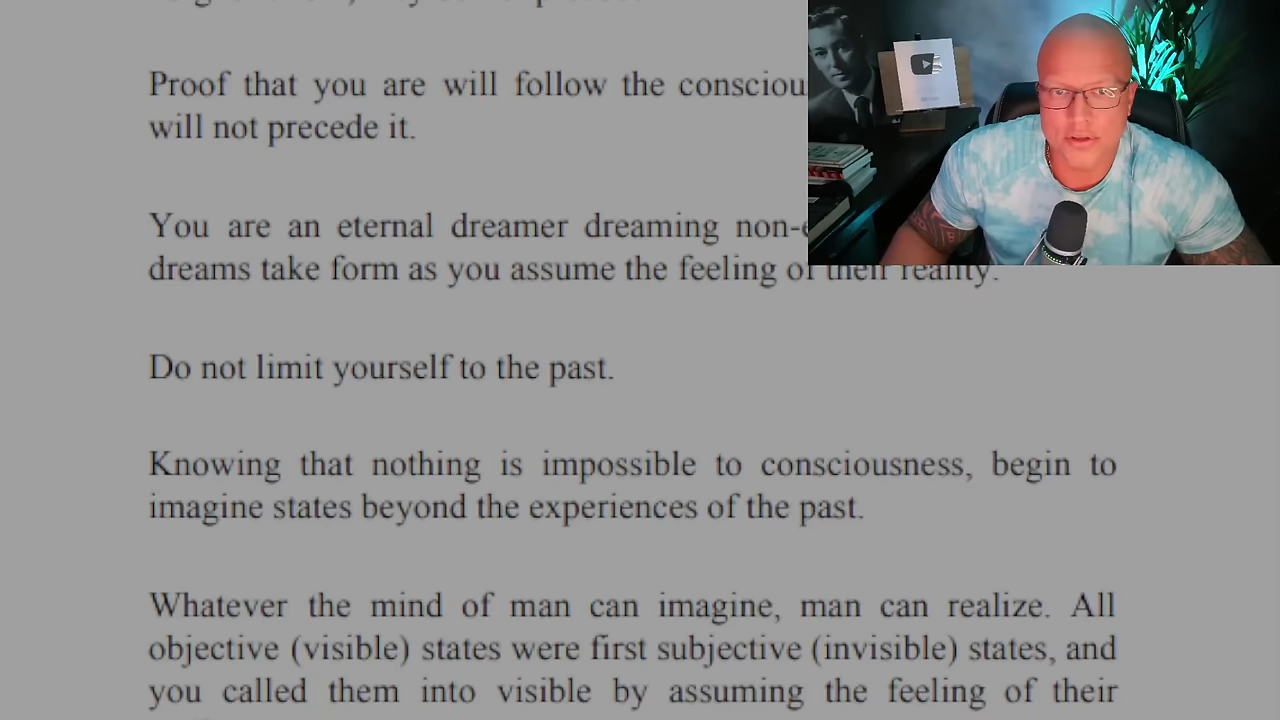 Proof that you are will follow the
will not precede it.
You are an eternal dreamer dreaming
dreams take form as you assume the feeling of their reality.
Do not limit yourself to the past.
Knowing that nothing is impossible to consciousness, begin to
imagine states beyond the experiences of the past.
Whatever the mind of man can imagine, man can realize. All
objective (visible) states were first subjective (invisible) states, and
you called them into visible by assuming the feeling of their